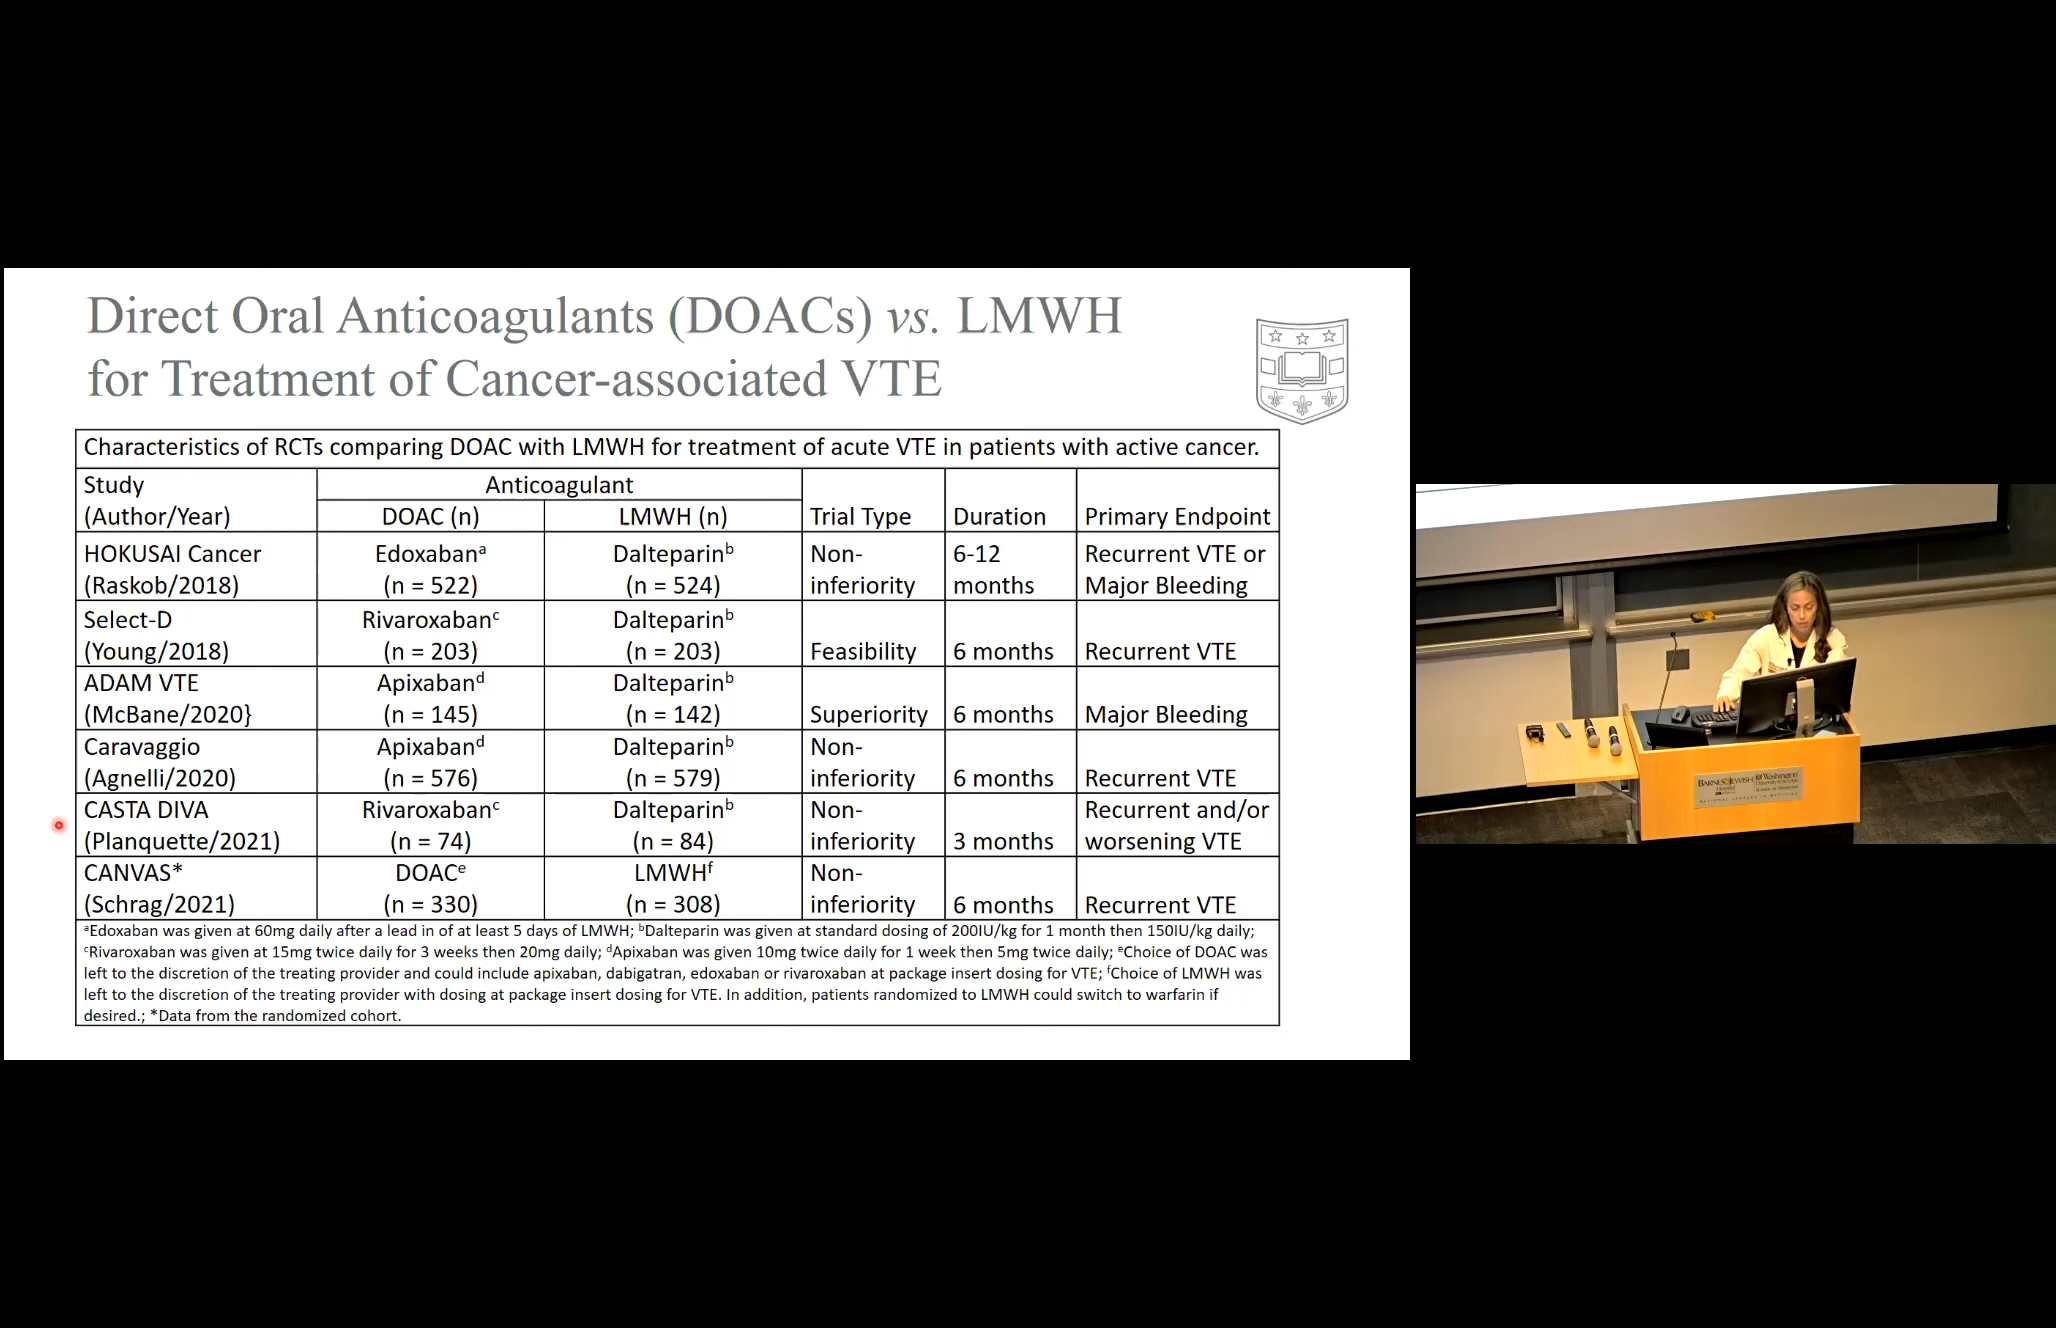 Direct Oral Anticoagulants (DOACs) vs. LMWH
for Treatment of Cancer-associated VTE
Characteristics of RCTs comparing DOAC with LMWH for treatment of acute VTE in patients with active cancer.
Study
(Author/Year)
Anticoagulant
DOAC (n)
LMWH (n)
Trial Type
Duration
Primary Endpoint
HOKUSAI Cancer
(Raskob/2018)
Edoxabanᵃ
(n = 522)
Dalteparinᵇ
(n = 524)
Non-
inferiority
6-12
months
Recurrent VTE or
Major Bleeding
Select-D
(Young/2018)
Rivaroxabanᶜ
(n = 203)
Dalteparinᵇ
(n = 203)
Feasibility
6 months
Recurrent VTE
ADAM VTE
(McBane/2020}
Apixabanᵈ
(n = 145)
Dalteparinᵇ
(n = 142)
Superiority
6 months
Major Bleeding
Caravaggio
(Agnelli/2020)
Apixabanᵈ
(n = 576)
Dalteparinᵇ
(n = 579)
Non-
inferiority
6 months
Recurrent VTE
CASTA DIVA
(Planquette/2021)
Rivaroxabanᶜ
(n = 74)
Dalteparinᵇ
(n = 84)
Non-
inferiority
3 months
Recurrent and/or
worsening VTE
CANVAS*
(Schrag/2021)
DOACᵉ
(n = 330)
LMWHᶠ
(n = 308)
Non-
inferiority
6 months
Recurrent VTE
ᵃEdoxaban was given at 60mg daily after a lead in of at least 5 days of LMWH; ᵇDalteparin was given at standard dosing of 200IU/kg for 1 month then 150IU/kg daily;
ᶜRivaroxaban was given at 15mg twice daily for 3 weeks then 20mg daily; ᵈApixaban was given 10mg twice daily for 1 week then 5mg twice daily; ᵉChoice of DOAC was
left to the discretion of the treating provider and could include apixaban, dabigatran, edoxaban or rivaroxaban at package insert dosing for VTE; ᶠChoice of LMWH was
left to the discretion of the treating provider with dosing at package insert dosing for VTE. In addition, patients randomized to LMWH could switch to warfarin if
desired.; *Data from the randomized cohort.
BARNES JEWISH
Hospital
Washington